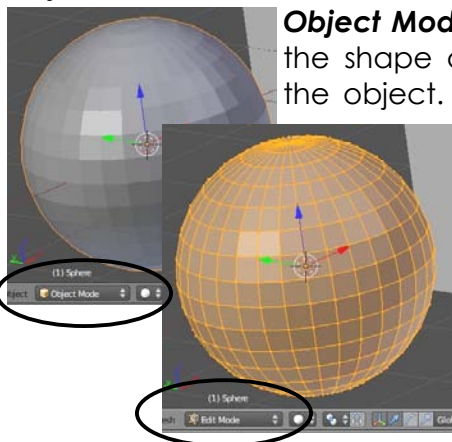 Object Mod
the shape
the object.
(1) Sphere
Object Mode
(1) Sphere
Edit Mode